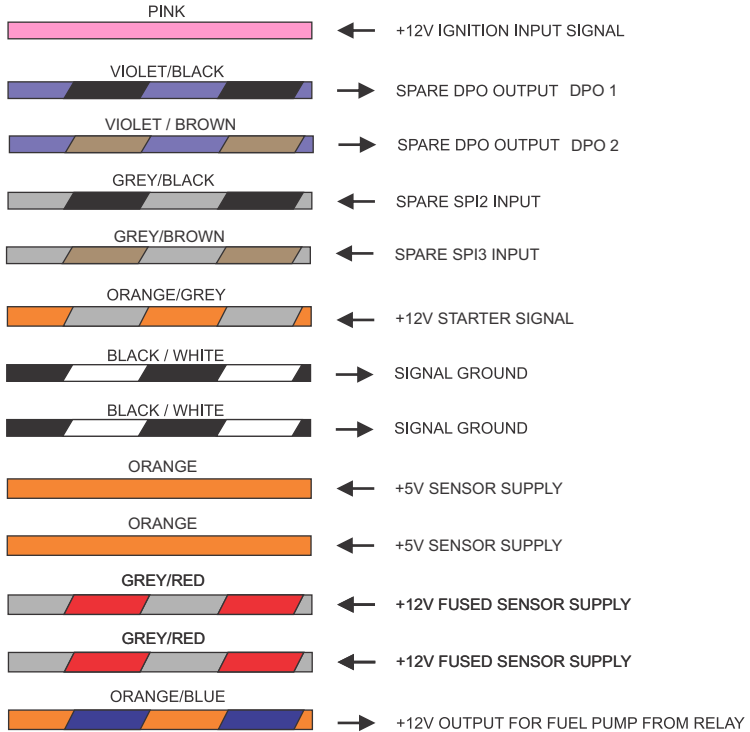 PINK
+12V IGNITION INPUT SIGNAL
VIOLET/BLACK
SPARE DPO OUTPUT DPO 1
VIOLET / BROWN
SPARE DPO OUTPUT DPO 2
GREY/BLACK
SPARE SPI2 INPUT
GREY/BROWN
SPARE SPI3 INPUT
ORANGE/GREY
+12V STARTER SIGNAL
BLACK / WHITE
SIGNAL GROUND
BLACK / WHITE
SIGNAL GROUND
ORANGE
+5V SENSOR SUPPLY
ORANGE
+5V SENSOR SUPPLY
GREY/RED
+12V FUSED SENSOR SUPPLY
GREY/RED
+12V FUSED SENSOR SUPPLY
ORANGE/BLUE
+12V OUTPUT FOR FUEL PUMP FROM RELAY